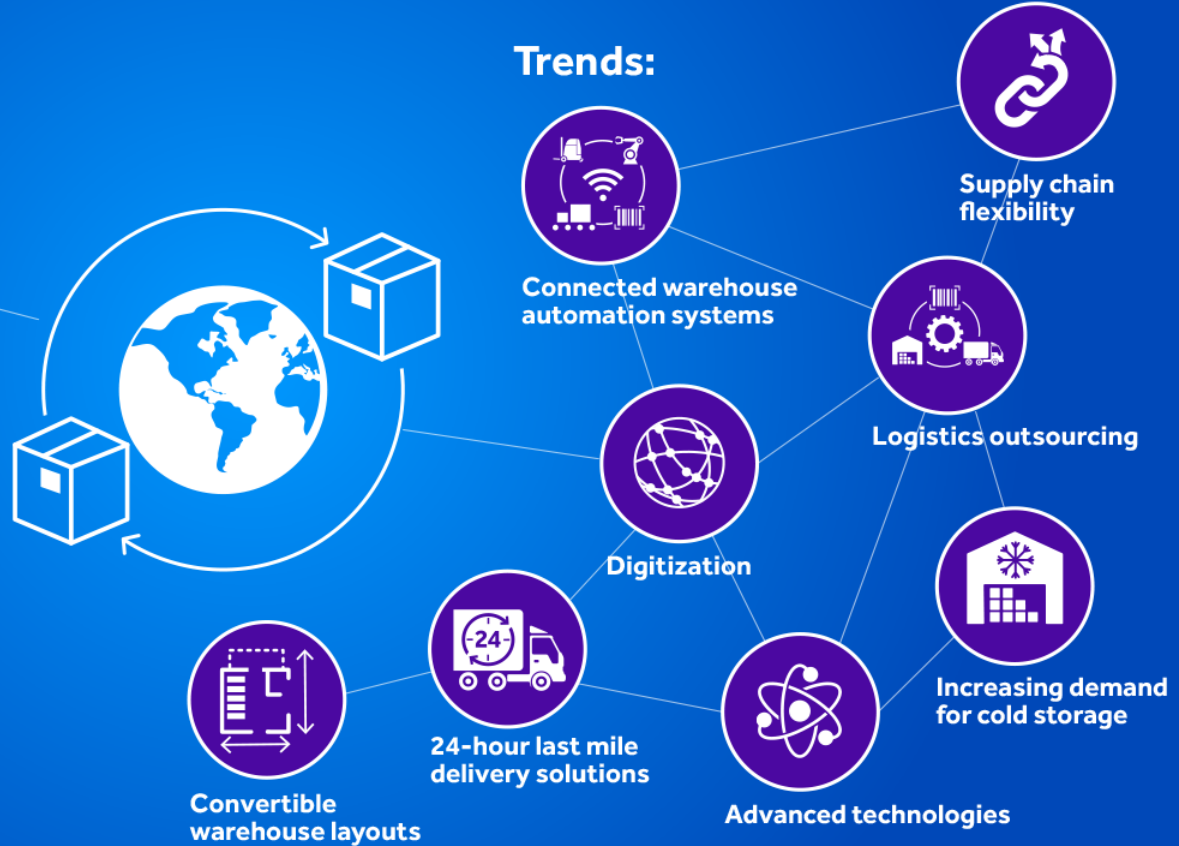 Trends:
Supply chain
flexibility
Connected warehouse
automation systems
Logistics outsourcing
Digitization
24
Increasing demand
for cold storage
24-hour last mile
delivery solutions
Convertible
warehouse layouts
Advanced technologies